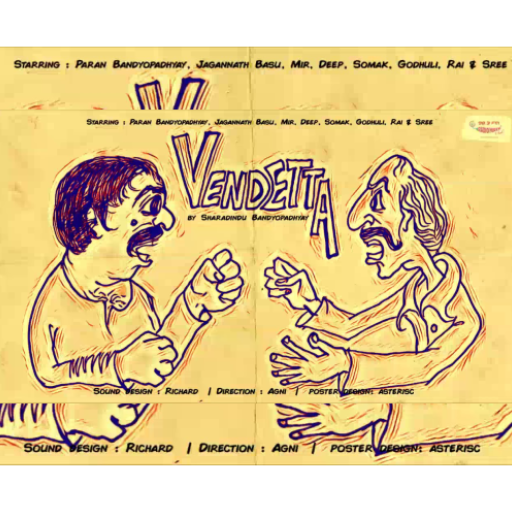 Starring : Paran Bandyopadhyay, Jagannath Basu, Mir, Deep, Somak, Godhuli, Rai & Sree
V
Starring : Paran Bandyopadhyay, Jagannath Basu, Mir, Deep, Somak, Godhuli, Rai & Sree
VENDETTA
by Sharadindu Bandyopadhyay
Sound Design : Richard | Direction : Agni | poster design: asterisc
Sound Design : Richard | Direction : Agni | poster design: asterisc